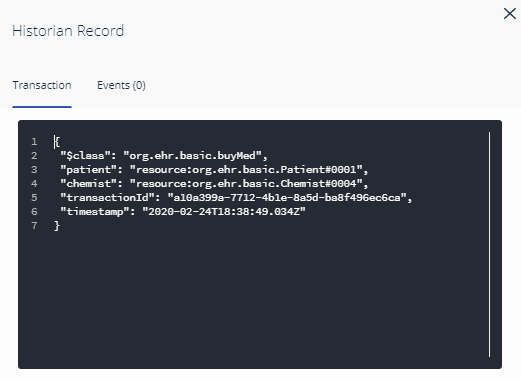 Historian Record
Transaction Events (0)
1 {
2 "$class": "org.ehr.basic.buyMed",
3 "patient": "resource:org.ehr.basic.Patient#0001",
4 "chemist": "resource:org.ehr.basic.Chemist#0004",
5 "transactionId": "a10a399a-7712-4b1e-8a5d-ba8f496ec6ca",
6 "timestamp": "2020-02-24T18:38:49.034Z"
7 }